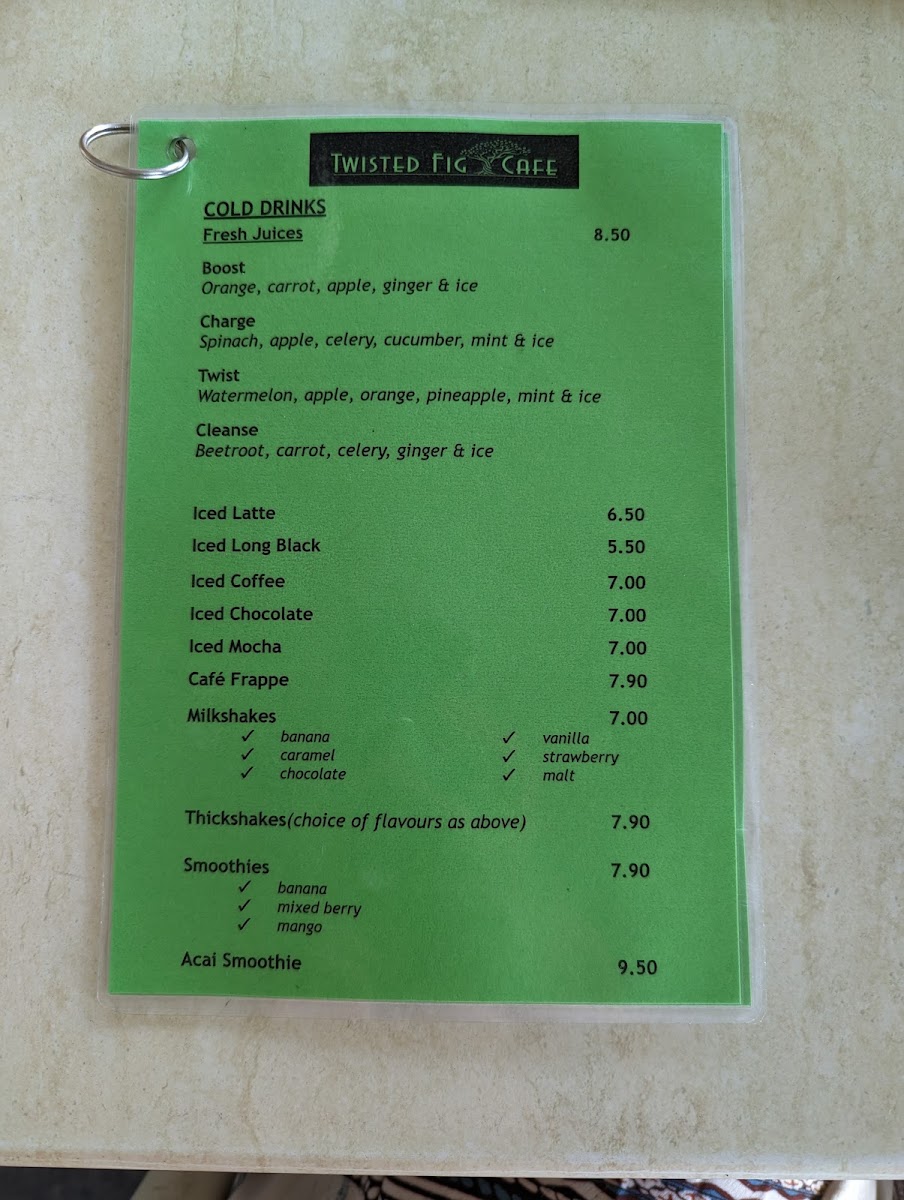 TWISTED FIG CAFE
COLD DRINKS
Fresh Juices 8.50
Boost
Orange, carrot, apple, ginger & ice
Charge
Spinach, apple, celery, cucumber, mint & ice
Twist
Watermelon, apple, orange, pineapple, mint & ice
Cleanse
Beetroot, carrot, celery, ginger & ice
Iced Latte 6.50
Iced Long Black 5.50
Iced Coffee 7.00
Iced Chocolate 7.00
Iced Mocha 7.00
Café Frappe 7.90
Milkshakes 7.00
✓ banana ✓ vanilla
✓ caramel ✓ strawberry
✓ chocolate ✓ malt
Thickshakes(choice of flavours as above) 7.90
Smoothies 7.90
✓ banana
✓ mixed berry
✓ mango
Acai Smoothie 9.50